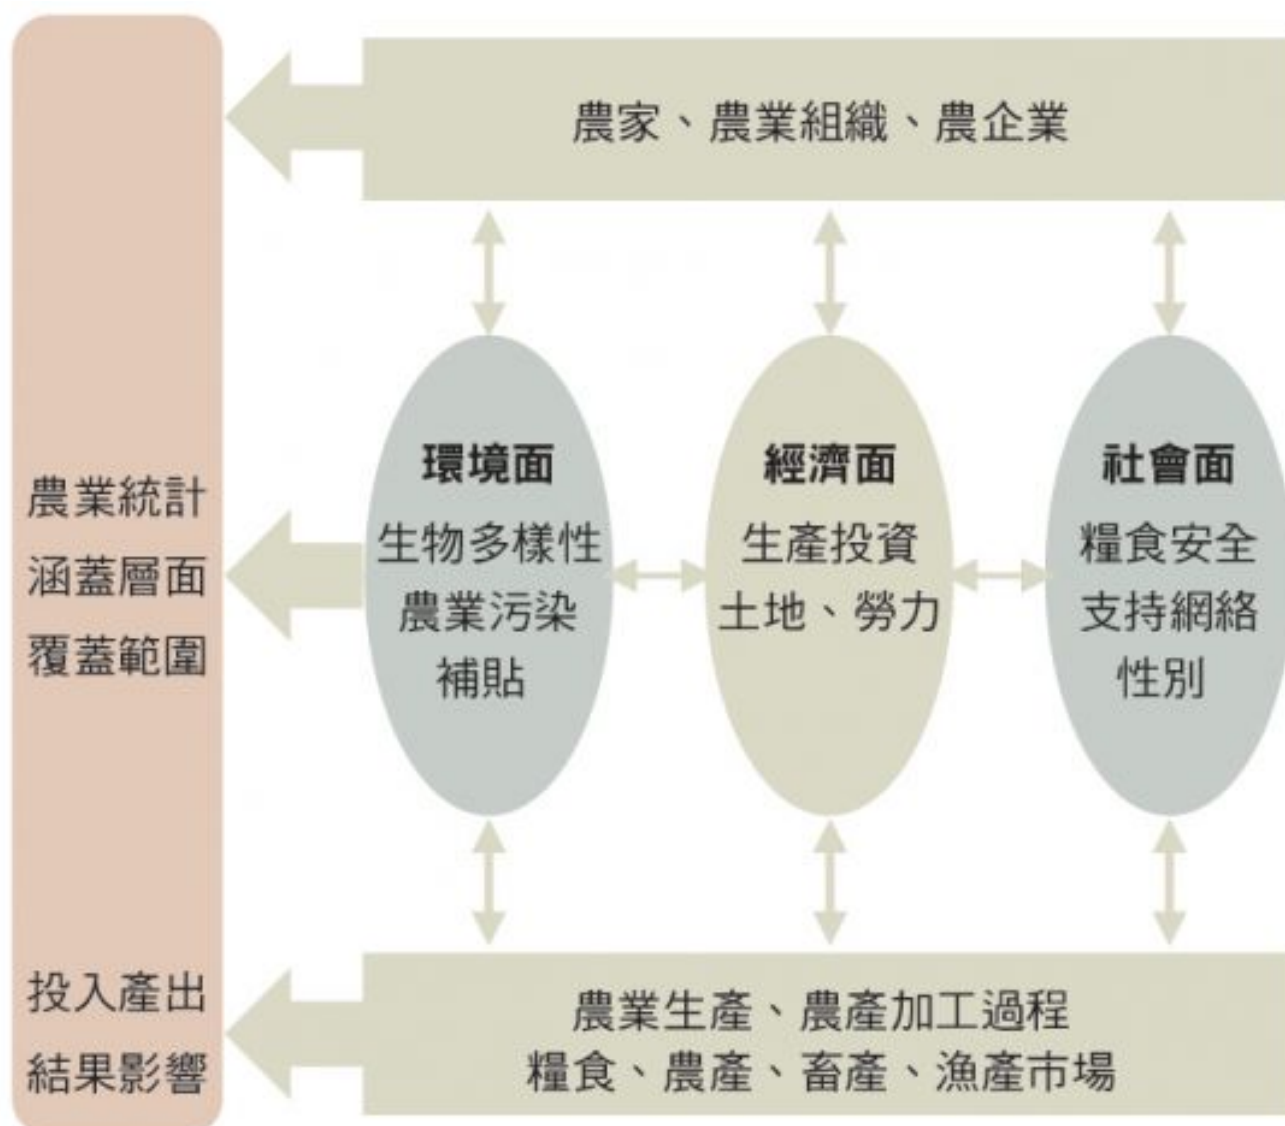 農家、農業組織、農企業
農業統計
涵蓋層面
覆蓋範圍
環境面
生物多樣性
農業污染
補貼
經濟面
生產投資
土地、勞力
社會面
糧食安全
支持網絡
性別
投入產出
結果影響
農業生產、農產加工過程
糧食、農產、畜產、漁產市場